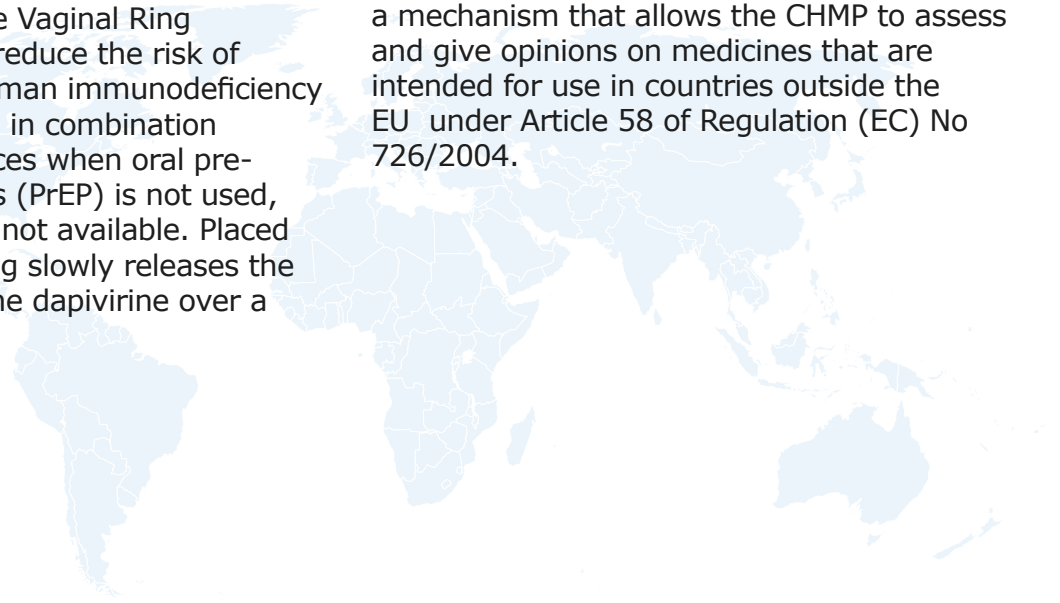 e Vaginal Ring
reduce the risk of
man immunodeficiency
in combination
ces when oral pre-
s (PrEP) is not used,
not available. Placed
g slowly releases the
ne dapivirine over a
a mechanism that allows the CHMP to assess
and give opinions on medicines that are
intended for use in countries outside the
EU  under Article 58 of Regulation (EC) No
726/2004.